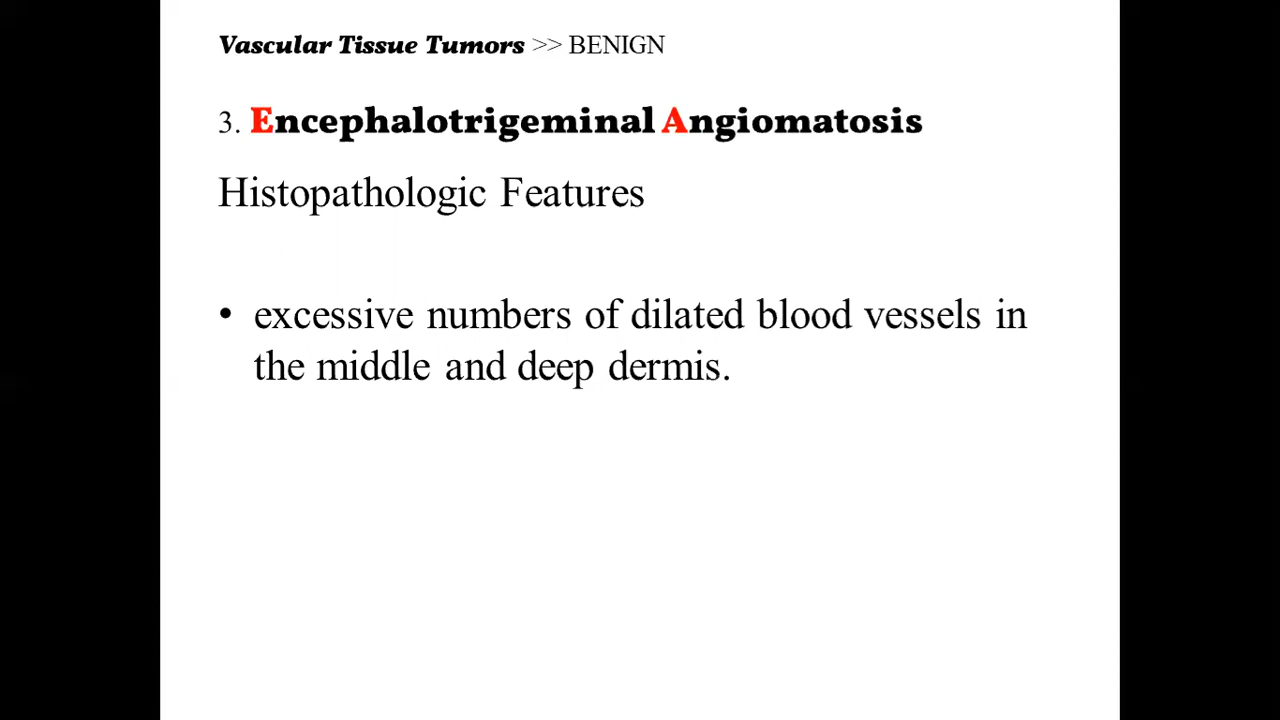 Vascular Tissue Tumors >> BENIGN
3. Encephalotrigeminal Angiomatosis
Histopathologic Features
• excessive numbers of dilated blood vessels in
the middle and deep dermis.